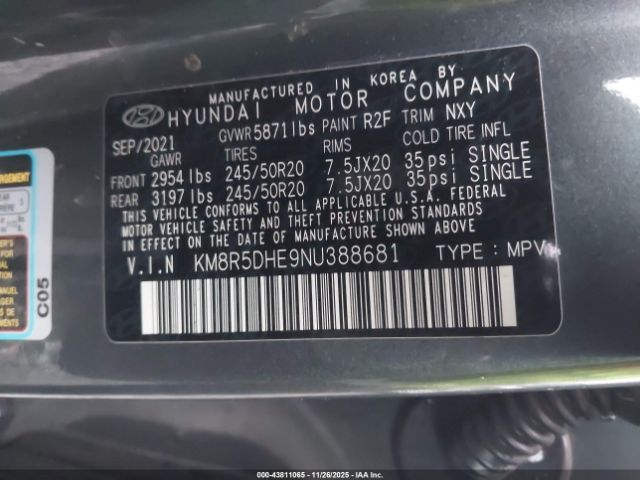 MANUFACTURED IN KOREA BY
HYUNDAI MOTOR COMPANY
SEP/2021 GVWR 5871lbs PAINT R2F TRIM NXY
GAWR TIRES RIMS COLD TIRE INFL
FRONT 2954 lbs 245/50R20 7.5JX20 35 psi SINGLE
REAR 3197 lbs 245/50R20 7.5JX20 35 psi SINGLE
THIS VEHICLE CONFORMS TO ALL APPLICABLE U.S.A. FEDERAL
MOTOR VEHICLE SAFETY AND THEFT PREVENTION STANDARDS
IN EFFECT ON THE DATE OF MANUFACTURE SHOWN ABOVE.
V.I.N KM8R5DHE9NU388681 TYPE : MPV
C05
000-43811065 - 11/26/2025 - IAAI, Inc.